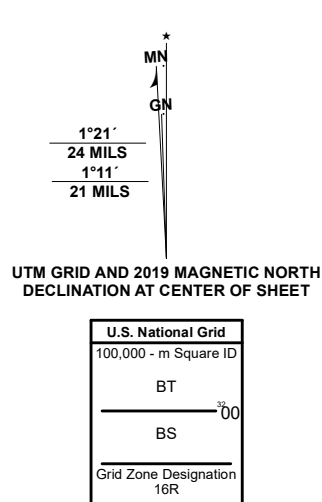 MN
GN
1°21´
24 MILS
1°11´
21 MILS
UTM GRID AND 2019 MAGNETIC NORTH
DECLINATION AT CENTER OF SHEET
U.S. National Grid
100,000 - m Square ID
BT
32
00
BS
Grid Zone Designation
16R